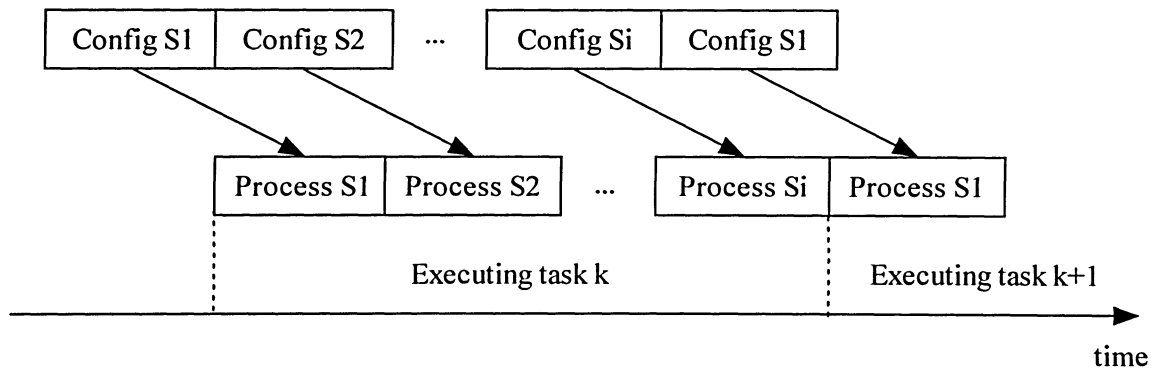 Config S1 Config S2 ... Config Si Config S1
Process S1 Process S2 ... Process Si Process S1
Executing task k Executing task k+1
time